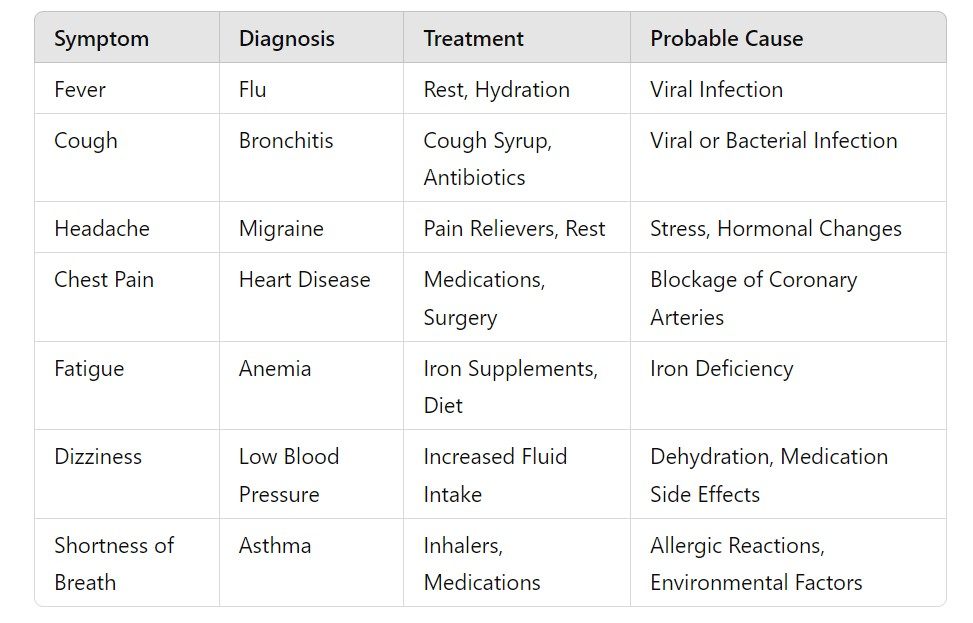 Symptom Diagnosis Treatment Probable Cause
Fever Flu Rest, Hydration Viral Infection
Cough Bronchitis Cough Syrup, Viral or Bacterial Infection
Antibiotics
Headache Migraine Pain Relievers, Rest Stress, Hormonal Changes
Chest Pain Heart Disease Medications, Blockage of Coronary
Surgery Arteries
Fatigue Anemia Iron Supplements, Iron Deficiency
Diet
Dizziness Low Blood Increased Fluid Dehydration, Medication
Pressure Intake Side Effects
Shortness of Asthma Inhalers, Allergic Reactions,
Breath Medications Environmental Factors